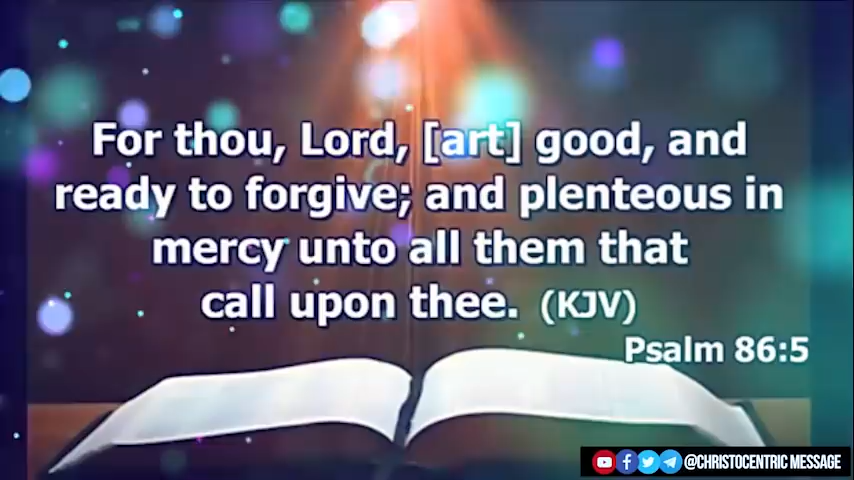 For thou, Lord, [art] good, and
ready to forgive; and plenteous in
mercy unto all them that
call upon thee. (KJV)
Psalm 86:5
@CHRISTOCENTRIC MESSAGE